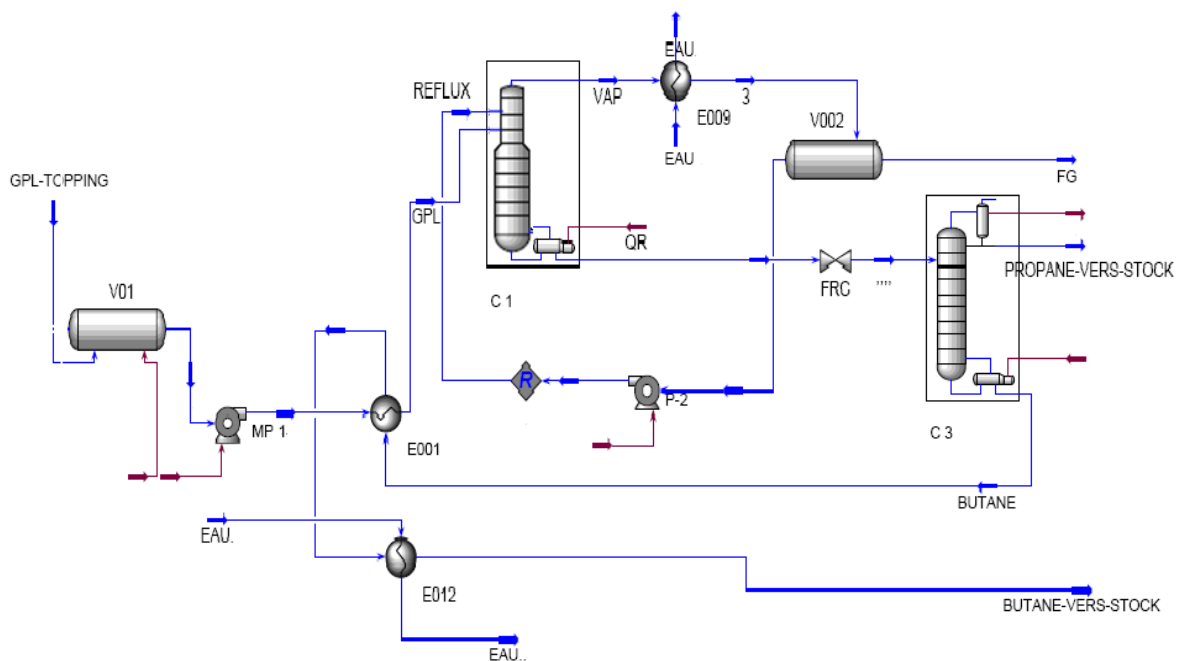 EAU.
REFLUX
VAP
3
E009
V002
EAU..
FG
GPL-TOPPING
GPL
QR
PROPANE-VERS-STOCK
FRC
,,,,
V01
C 1
R
P-2
MP 1
E001
C 3
BUTANE
EAU.
E012
BUTANE-VERS-STOCK
EAU..